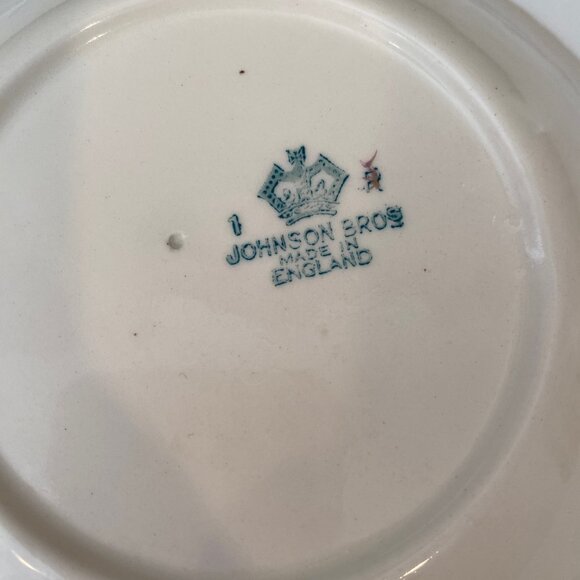 1
JOHNSON BROS
MADE IN
ENGLAND